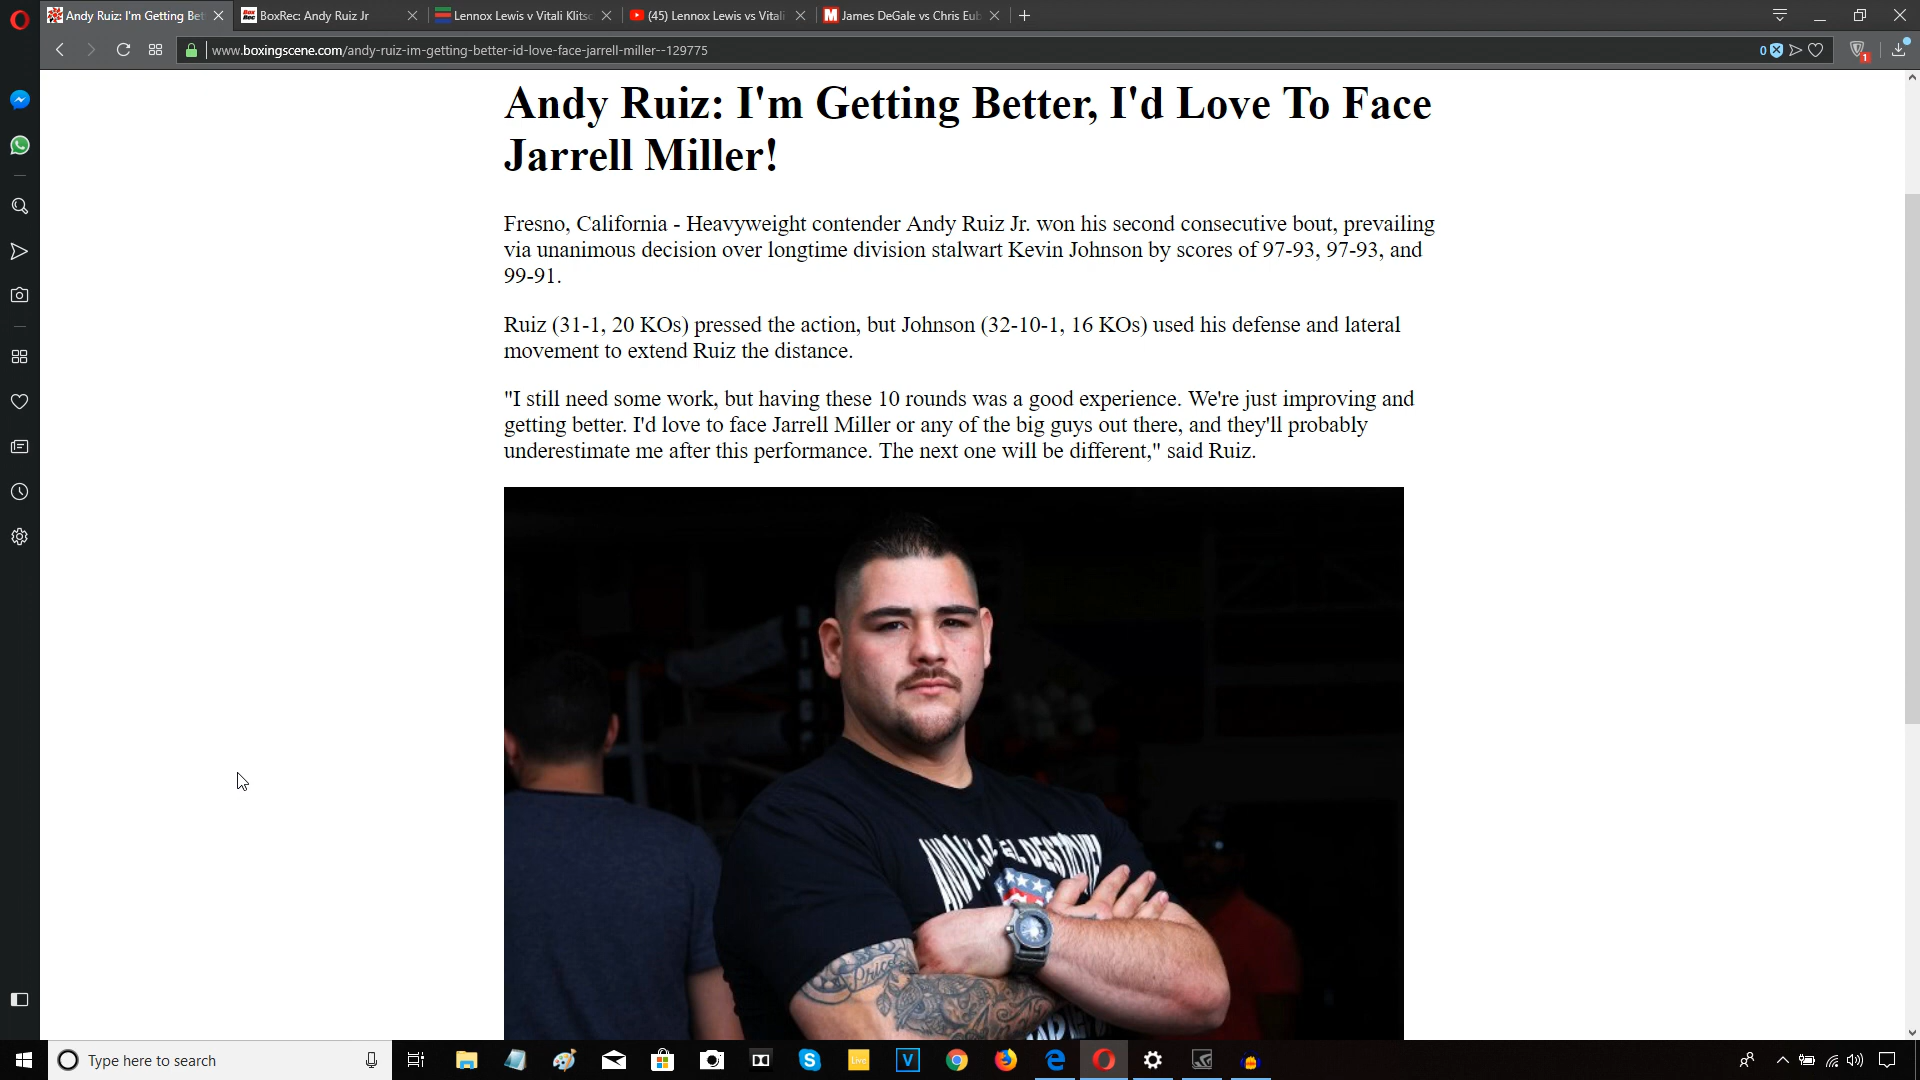 Andy Ruiz: I'm Getting Bet
BoxRec: Andy Ruiz Jr
Lennox Lewis v Vitali Klits
(45) Lennox Lewis vs Vitali
James DeGale vs Chris Eub
www.boxingscene.com/andy-ruiz-im-getting-better-id-love-face-jarrell-miller--129775
0
1
Andy Ruiz: I'm Getting Better, I'd Love To Face
Jarrell Miller!
Fresno, California - Heavyweight contender Andy Ruiz Jr. won his second consecutive bout, prevailing
via unanimous decision over longtime division stalwart Kevin Johnson by scores of 97-93, 97-93, and
99-91.
Ruiz (31-1, 20 KOs) pressed the action, but Johnson (32-10-1, 16 KOs) used his defense and lateral
movement to extend Ruiz the distance.
"I still need some work, but having these 10 rounds was a good experience. We're just improving and
getting better. I'd love to face Jarrell Miller or any of the big guys out there, and they'll probably
underestimate me after this performance. The next one will be different," said Ruiz.
Type here to search